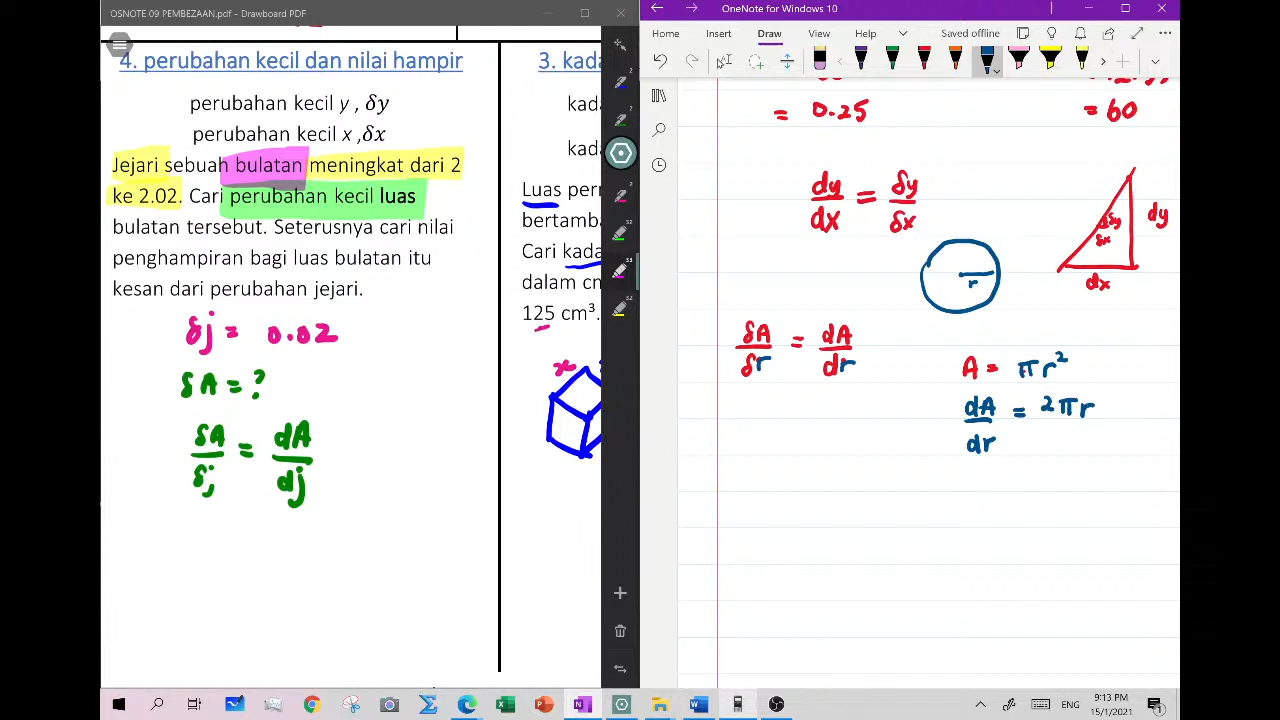 OSNOTE 09 PEMBEZAAN.pdf - Drawboard PDF
4. perubahan kecil dan nilai hampir
perubahan kecil y , δy
perubahan kecil x ,δx
Jejari sebuah bulatan meningkat dari 2
ke 2.02. Cari perubahan kecil luas
bulatan tersebut. Seterusnya cari nilai
penghampiran bagi luas bulatan itu
kesan dari perubahan jejari.
δj = 0.02
δA = ?
δA/δj = dA/dj
3. kada
kada
kada
Luas pern
bertamba
Cari kada
dalam cm
125 cm³.
x
OneNote for Windows 10
Home Insert Draw View Help Saved offline
= 0.25
= 60
dy/dx = δy/δx
δy
δx
dy
dx
r
δA/δr = dA/dr
A = πr²
dA/dr = 2πr
ENG
9:13 PM
15/1/2021